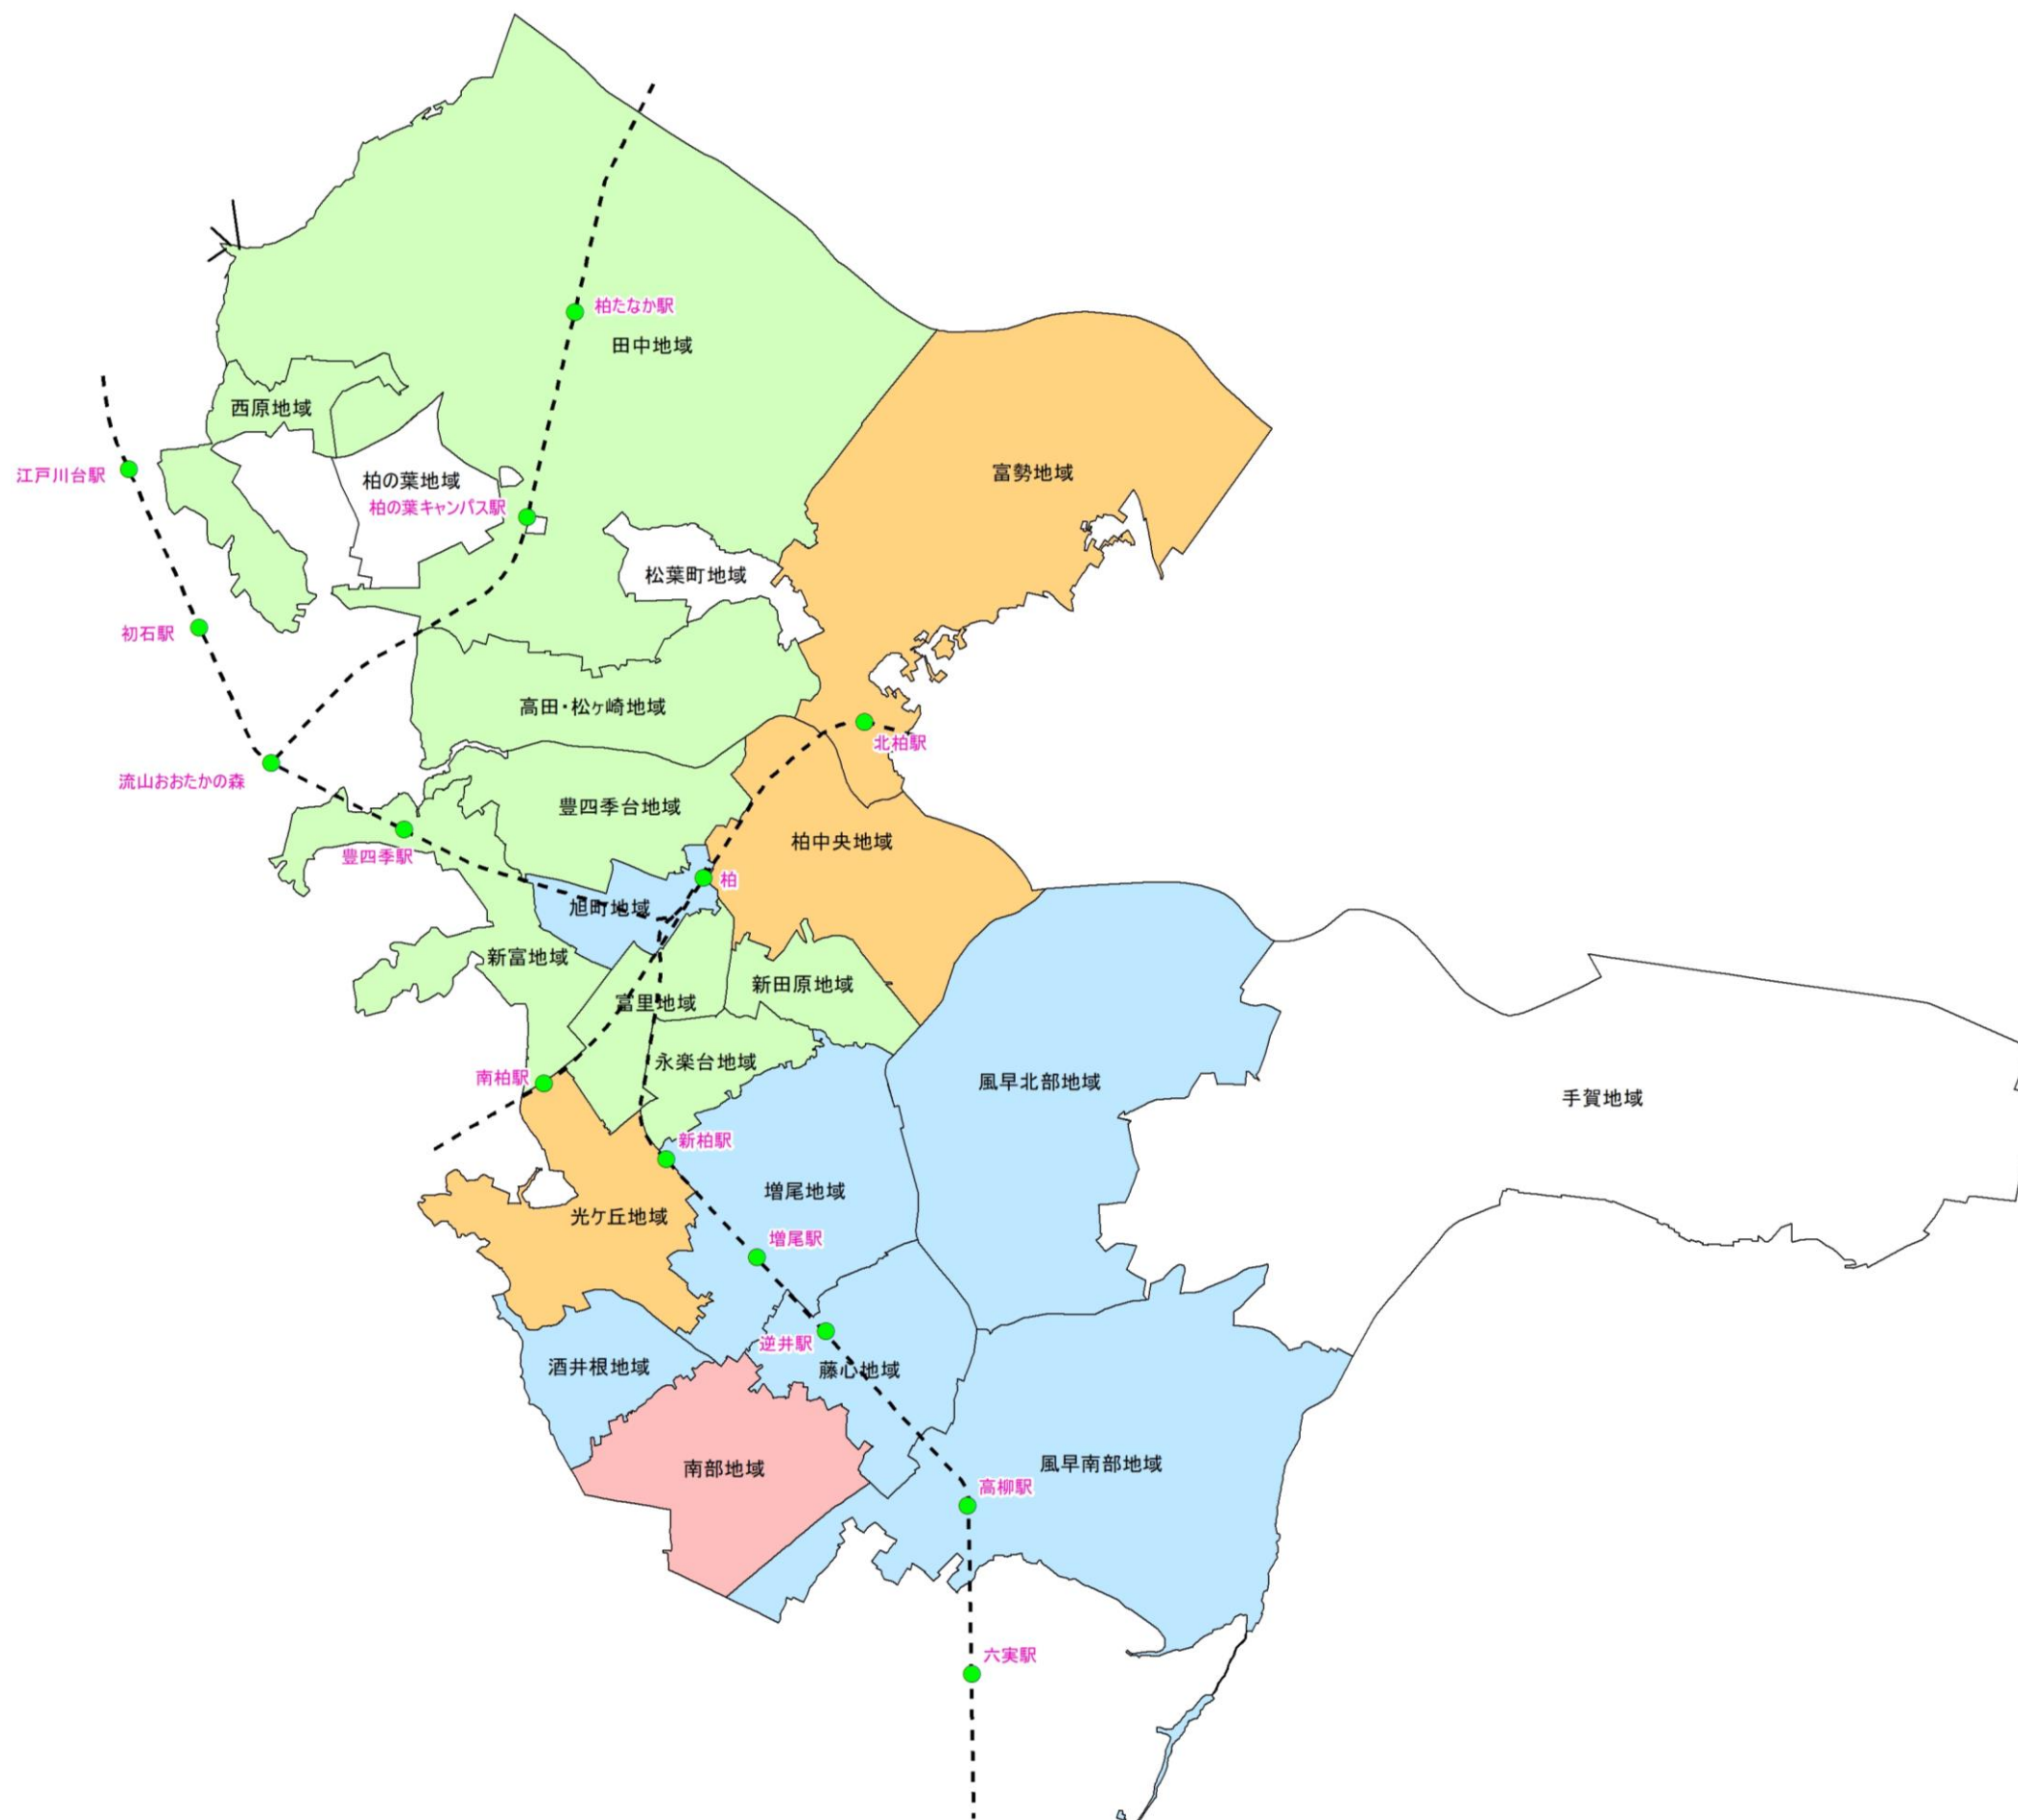 柏たなか駅
田中地域
西原地域
江戸川台駅
柏の葉地域
富勢地域
柏の葉キャンパス駅
松葉町地域
初石駅
高田・松ヶ崎地域
北柏駅
流山おおたかの森
豊四季台地域
柏中央地域
豊四季駅
柏
旭町地域
新富地域
新田原地域
富里地域
永楽台地域
南柏駅
風早北部地域
手賀地域
新柏駅
増尾地域
光ケ丘地域
増尾駅
逆井駅
酒井根地域
藤心地域
南部地域
風早南部地域
高柳駅
六実駅